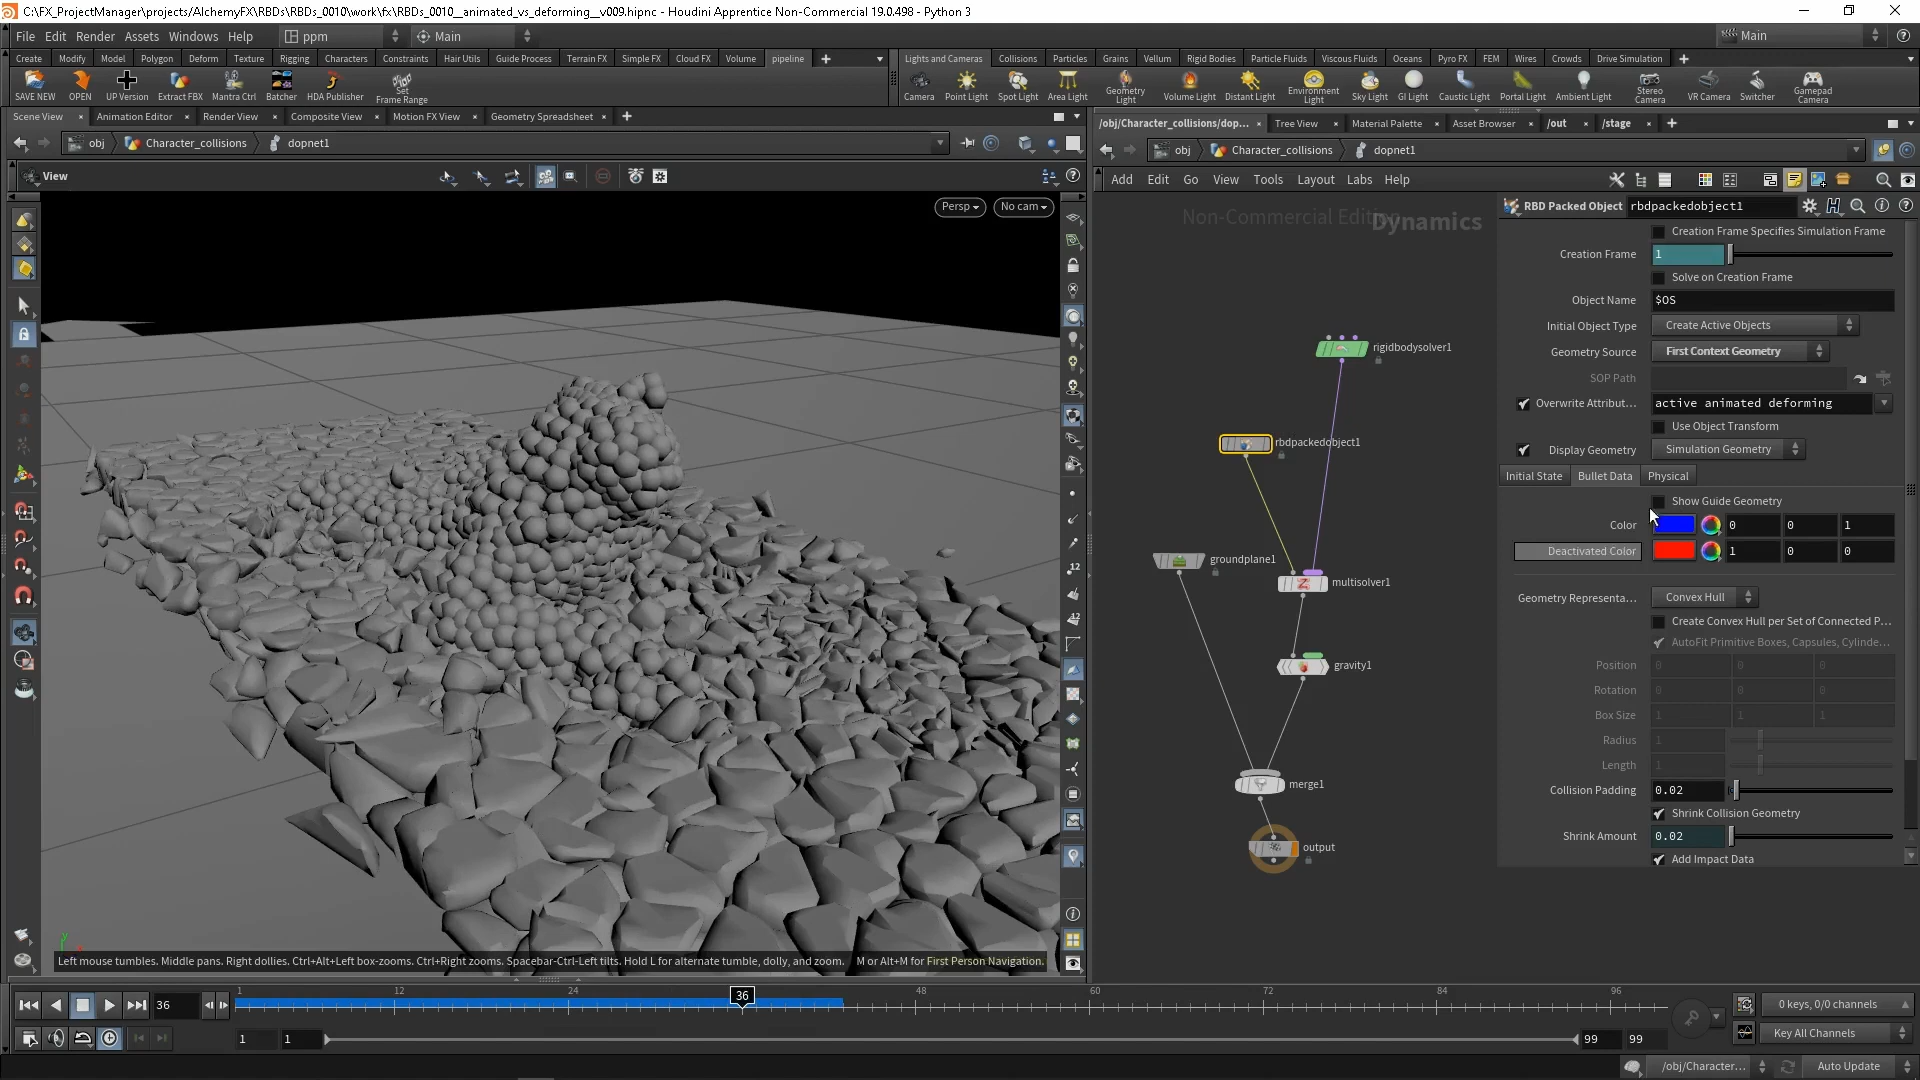 C:\FX_ProjectManager\projects\AlchemyFX\RBDs\RBDs_0010\work\fx\RBDs_0010__animated_vs_deforming__v009.hipnc - Houdini Apprentice Non-Commercial 19.0.498 - Python 3
File Edit Render Assets Windows Help ppm Main Main
Create Modify Model Polygon Deform Texture Rigging Characters Constraints Hair Utils Guide Process Terrain FX Simple FX Cloud FX Volume pipeline
SAVE NEW OPEN UP Version Extract FBX Mantra Ctrl Batcher HDA Publisher Set Frame Range
Lights and Cameras Collisions Particles Grains Vellum Rigid Bodies Particle Fluids Viscous Fluids Oceans Pyro FX FEM Wires Crowds Drive Simulation
Camera Point Light Spot Light Area Light Geometry Light Volume Light Distant Light Environment Light Sky Light GI Light Caustic Light Portal Light Ambient Light Stereo Camera VR Camera Switcher Gamepad Camera
Scene View Animation Editor Render View Composite View Motion FX View Geometry Spreadsheet
/obj/Character_collisions/dop... Tree View Material Palette Asset Browser /out /stage
obj Character_collisions dopnet1
obj Character_collisions dopnet1
View
Add Edit Go View Tools Layout Labs Help
Persp No cam
Non-Commercial Edition
Dynamics
rigidbodysolver1
rbdpackedobject1
groundplane1
multisolver1
gravity1
merge1
output
RBD Packed Object rbdpackedobject1
Creation Frame Specifies Simulation Frame
Creation Frame 1
Solve on Creation Frame
Object Name $OS
Initial Object Type Create Active Objects
Geometry Source First Context Geometry
SOP Path
Overwrite Attribut... active animated deforming
Use Object Transform
Display Geometry Simulation Geometry
Initial State Bullet Data Physical
Show Guide Geometry
Color 0 0 1
Deactivated Color 1 0 0
Geometry Representa... Convex Hull
Create Convex Hull per Set of Connected P...
AutoFit Primitive Boxes, Capsules, Cylinde...
Position 0 0 0
Rotation 0 0 0
Box Size 1 1 1
Radius 1
Length 1
Collision Padding 0.02
Shrink Collision Geometry
Shrink Amount 0.02
Add Impact Data
Left mouse tumbles. Middle pans. Right dollies. Ctrl+Alt+Left box-zooms. Ctrl+Right zooms. Spacebar-Ctrl-Left tilts. Hold L for alternate tumble, dolly, and zoom. M or Alt+M for First Person Navigation.
36 1 12 24 36 48 60 72 84 96 0 keys, 0/0 channels
1 1 99 99 Key All Channels
/obj/Character... Auto Update